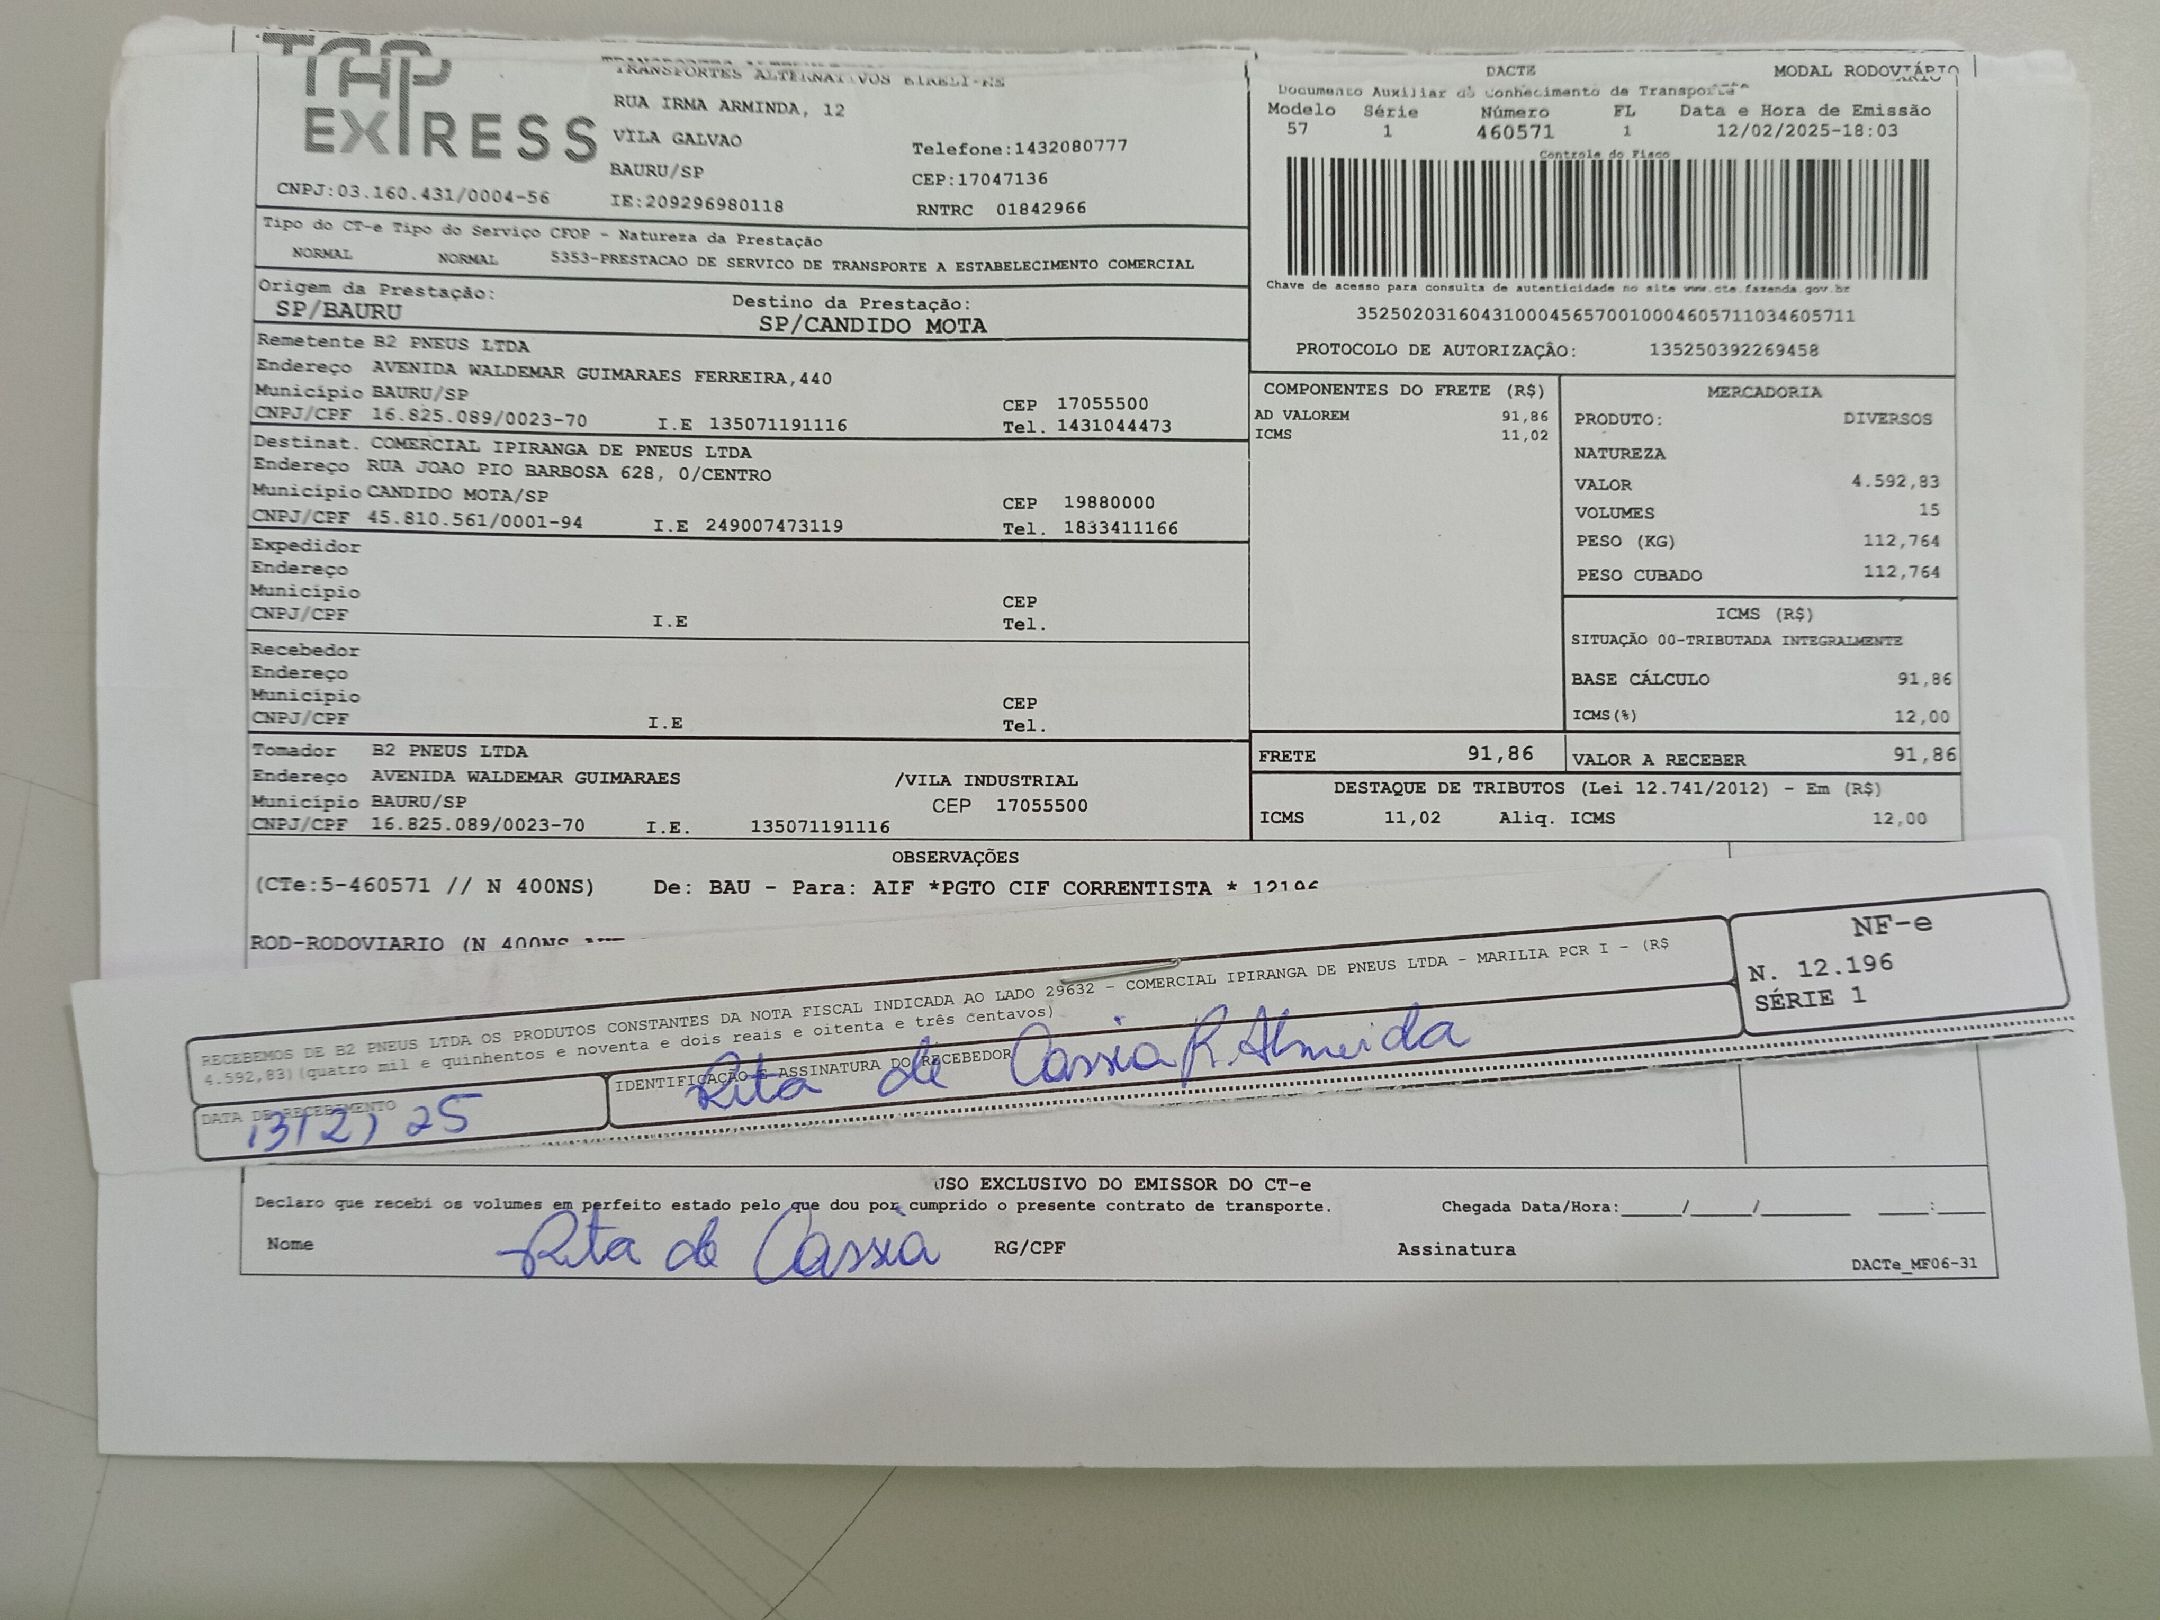 TAP
EXPRESS
TRANSPORTES ALTERNATIVOS EIRELI-ME
RUA IRMA ARMINDA, 12
VILA GALVAO
Telefone:1432080777
BAURU/SP
CEP:17047136
CNPJ:03.160.431/0004-56
IE:209296980118
RNTRC 01842966
DACTE MODAL RODOVIÁRIO
Documento Auxiliar do Conhecimento de Transporte
Modelo Série Número FL Data e Hora de Emissão
57 1 460571 1 12/02/2025-18:03
Controle do Fisco
Chave de acesso para consulta de autenticidade no site www.cte.fazenda.gov.br
35250203160431000456570010004605711034605711
PROTOCOLO DE AUTORIZAÇÂO: 135250392269458
Tipo do CT-e Tipo do Serviço CFOP - Natureza da Prestação
NORMAL NORMAL 5353-PRESTACAO DE SERVICO DE TRANSPORTE A ESTABELECIMENTO COMERCIAL
Origem da Prestação: Destino da Prestação:
SP/BAURU SP/CANDIDO MOTA
Remetente B2 PNEUS LTDA
Endereço AVENIDA WALDEMAR GUIMARAES FERREIRA,440
Município BAURU/SP CEP 17055500
CNPJ/CPF 16.825.089/0023-70 I.E 135071191116 Tel. 1431044473
Destinat. COMERCIAL IPIRANGA DE PNEUS LTDA
Endereço RUA JOAO PIO BARBOSA 628, 0/CENTRO
Município CANDIDO MOTA/SP CEP 19880000
CNPJ/CPF 45.810.561/0001-94 I.E 249007473119 Tel. 1833411166
Expedidor
Endereço
Município CEP
CNPJ/CPF I.E Tel.
Recebedor
Endereço
Município CEP
CNPJ/CPF I.E Tel.
Tomador B2 PNEUS LTDA
Endereço AVENIDA WALDEMAR GUIMARAES /VILA INDUSTRIAL
Município BAURU/SP CEP 17055500
CNPJ/CPF 16.825.089/0023-70 I.E. 135071191116
COMPONENTES DO FRETE (R$)
AD VALOREM 91,86
ICMS 11,02
MERCADORIA
PRODUTO: DIVERSOS
NATUREZA
VALOR 4.592,83
VOLUMES 15
PESO (KG) 112,764
PESO CUBADO 112,764
ICMS (R$)
SITUAÇÃO 00-TRIBUTADA INTEGRALMENTE
BASE CÁLCULO 91,86
ICMS(%) 12,00
FRETE 91,86 VALOR A RECEBER 91,86
DESTAQUE DE TRIBUTOS (Lei 12.741/2012) - Em (R$)
ICMS 11,02 Aliq. ICMS 12,00
OBSERVAÇÕES
(CTe:5-460571 // N 400NS) De: BAU - Para: AIF *PGTO CIF CORRENTISTA * 12196
ROD-RODOVIARIO (N 400NS
RECEBEMOS DE B2 PNEUS LTDA OS PRODUTOS CONSTANTES DA NOTA FISCAL INDICADA AO LADO 29632 - COMERCIAL IPIRANGA DE PNEUS LTDA - MARILIA PCR I - (R$
4.592,83)(quatro mil e quinhentos e noventa e dois reais e oitenta e três centavos)
NF-e
N. 12.196
SÉRIE 1
DATA DE RECEBIMENTO
13/2/25
IDENTIFICAÇÃO E ASSINATURA DO RECEBEDOR
Rita de Cassia R. Almeida
USO EXCLUSIVO DO EMISSOR DO CT-e
Declaro que recebi os volumes em perfeito estado pelo que dou por cumprido o presente contrato de transporte. Chegada Data/Hora:_____/_____/_______ ____:____
Nome Rita de Cassia RG/CPF Assinatura
DACTe_MF06-31